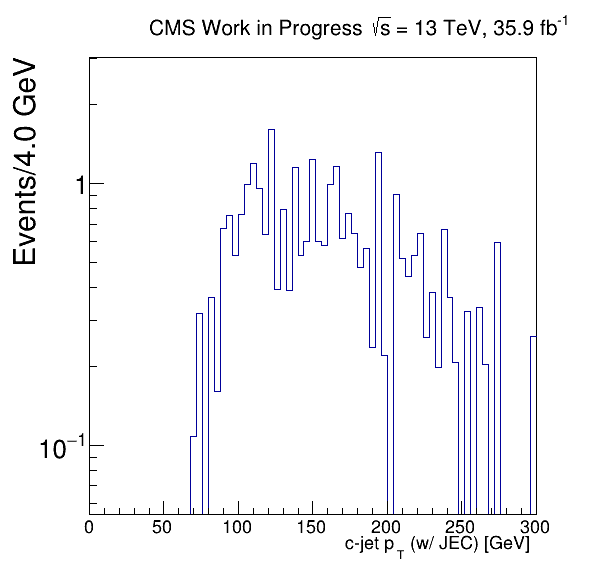 CMS Work in Progress √s = 13 TeV, 35.9 fb⁻¹
Events/4.0 GeV
1
10⁻¹
0 50 100 150 200 250 300
c-jet p_T (w/ JEC) [GeV]